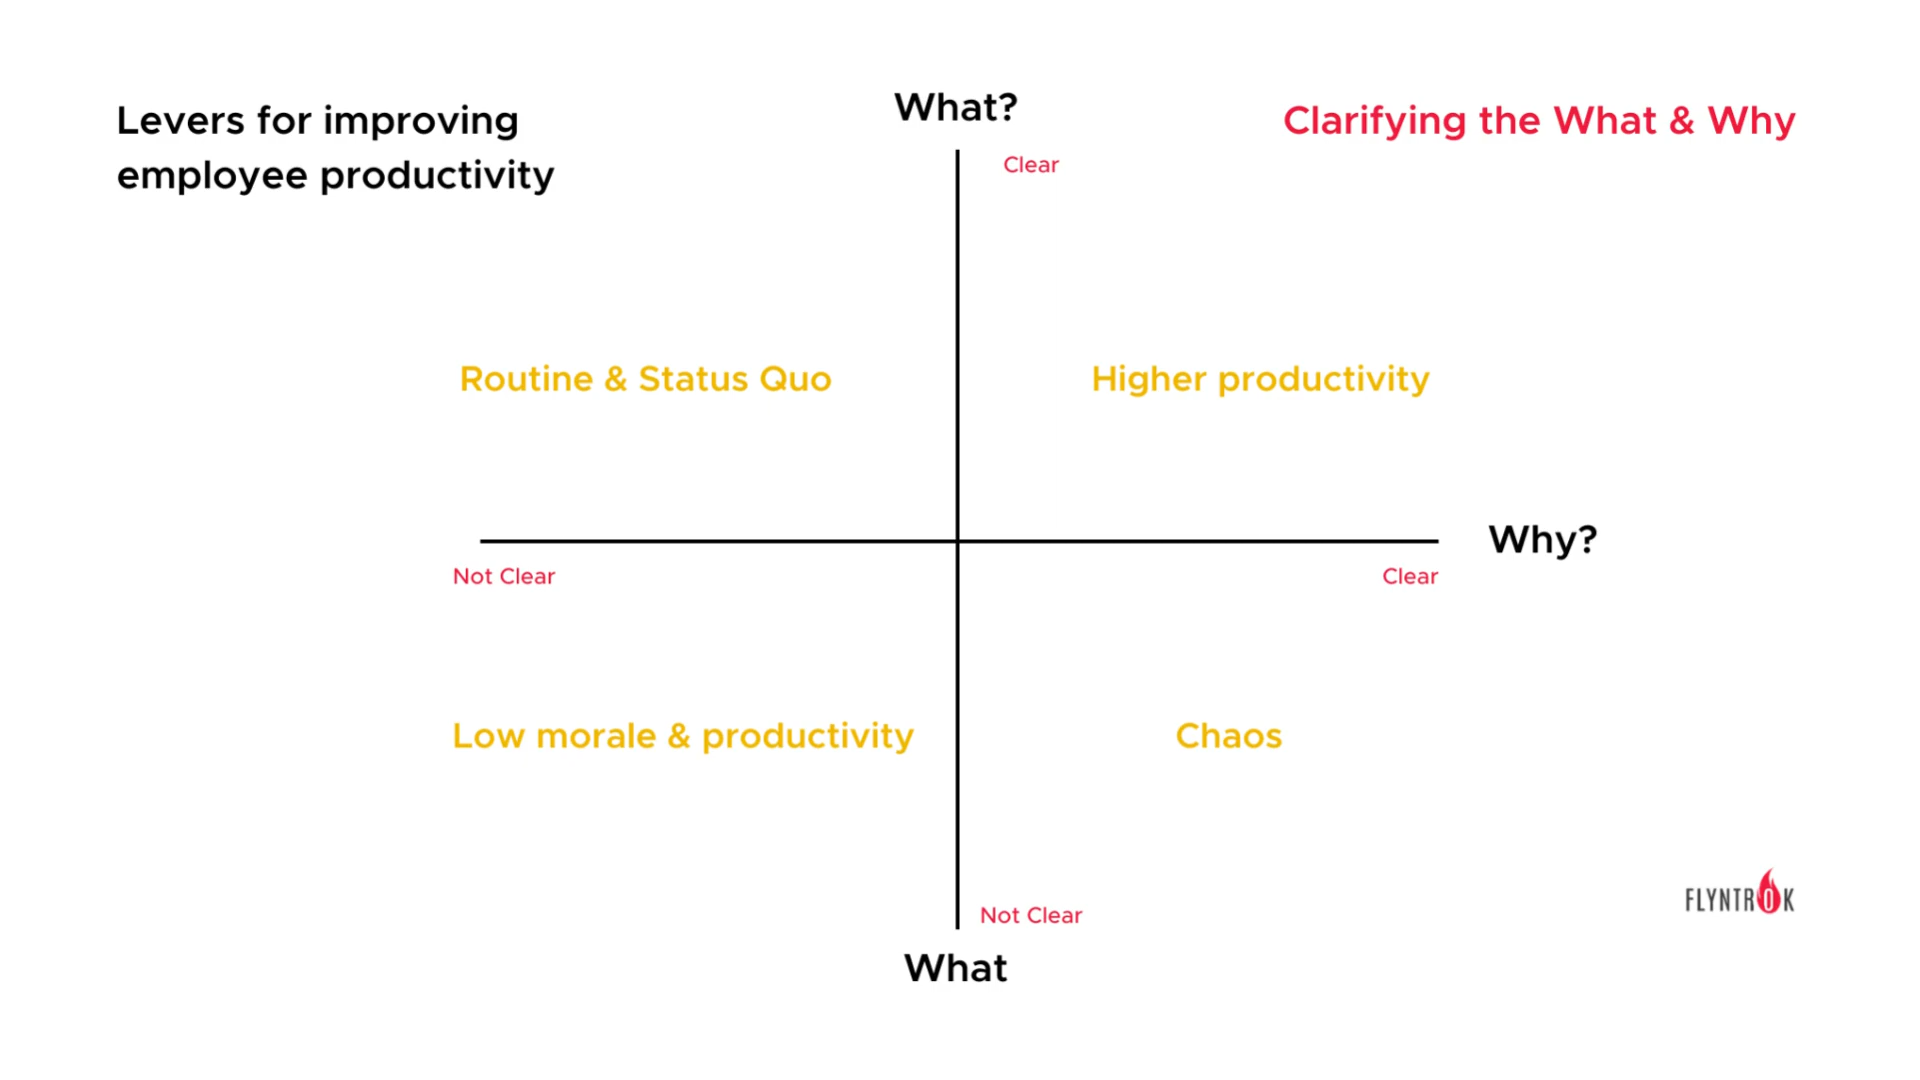 Levers for improving
employee productivity
What?
Clarifying the What & Why
Clear
Routine & Status Quo
Higher productivity
Why?
Not Clear
Clear
Low morale & productivity
Chaos
Not Clear
What
FLYNTROK